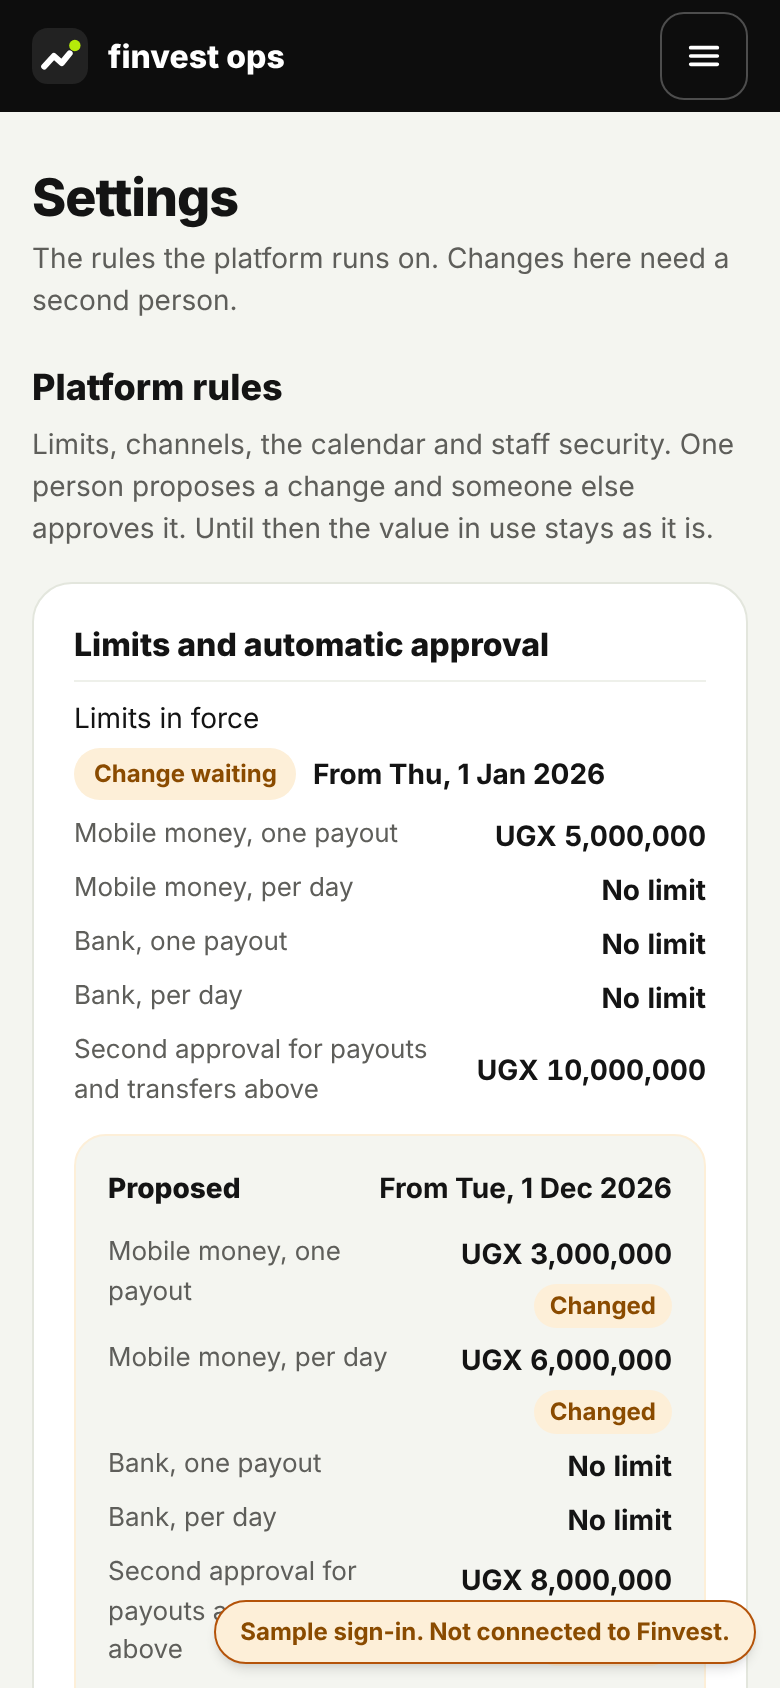 finvest ops
Settings
The rules the platform runs on. Changes here need a
second person.
Platform rules
Limits, channels, the calendar and staff security. One
person proposes a change and someone else
approves it. Until then the value in use stays as it is.
Limits and automatic approval
Limits in force
Change waiting From Thu, 1 Jan 2026
Mobile money, one payout UGX 5,000,000
Mobile money, per day No limit
Bank, one payout No limit
Bank, per day No limit
Second approval for payouts
and transfers above UGX 10,000,000
Proposed From Tue, 1 Dec 2026
Mobile money, one
payout UGX 3,000,000
Changed
Mobile money, per day UGX 6,000,000
Changed
Bank, one payout No limit
Bank, per day No limit
Second approval for UGX 8,000,000
payouts
above
Sample sign-in. Not connected to Finvest.